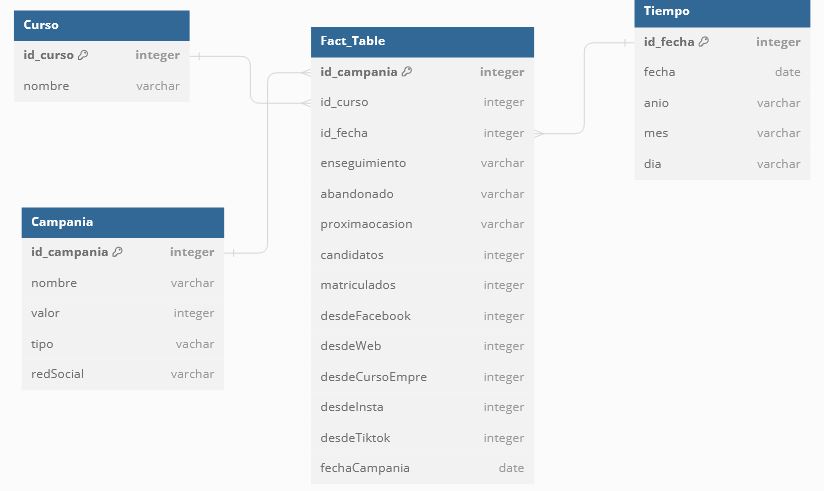 Curso
id_curso integer
nombre varchar
Campania
id_campania integer
nombre varchar
valor integer
tipo vachar
redSocial varchar
Fact_Table
id_campania integer
id_curso integer
id_fecha integer
enseguimiento varchar
abandonado varchar
proximaocasion varchar
candidatos integer
matriculados integer
desdeFacebook integer
desdeWeb integer
desdeCursoEmpre integer
desdeInsta integer
desdeTiktok integer
fechaCampania date
Tiempo
id_fecha integer
fecha date
anio varchar
mes varchar
dia varchar